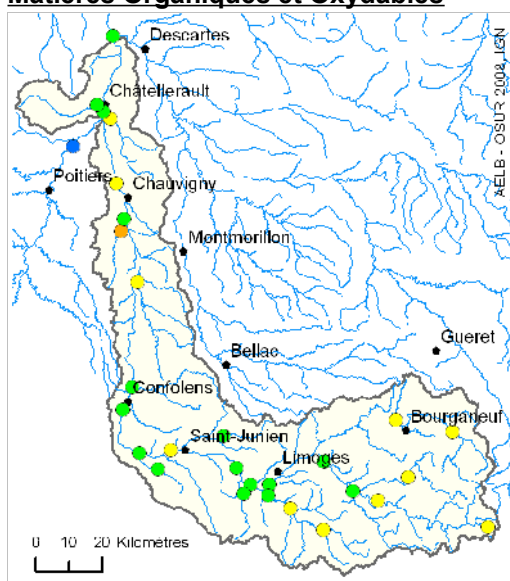 Matières Organiques et Oxydables
Descartes
AELB - OSUR 2008, IGN
Châtellerault
Poitiers
Chauvigny
Montmorillon
Gueret
Bellac
Confolens
Bourganeuf
Saint-Junien
Limoges
0 10 20 Kilomètres